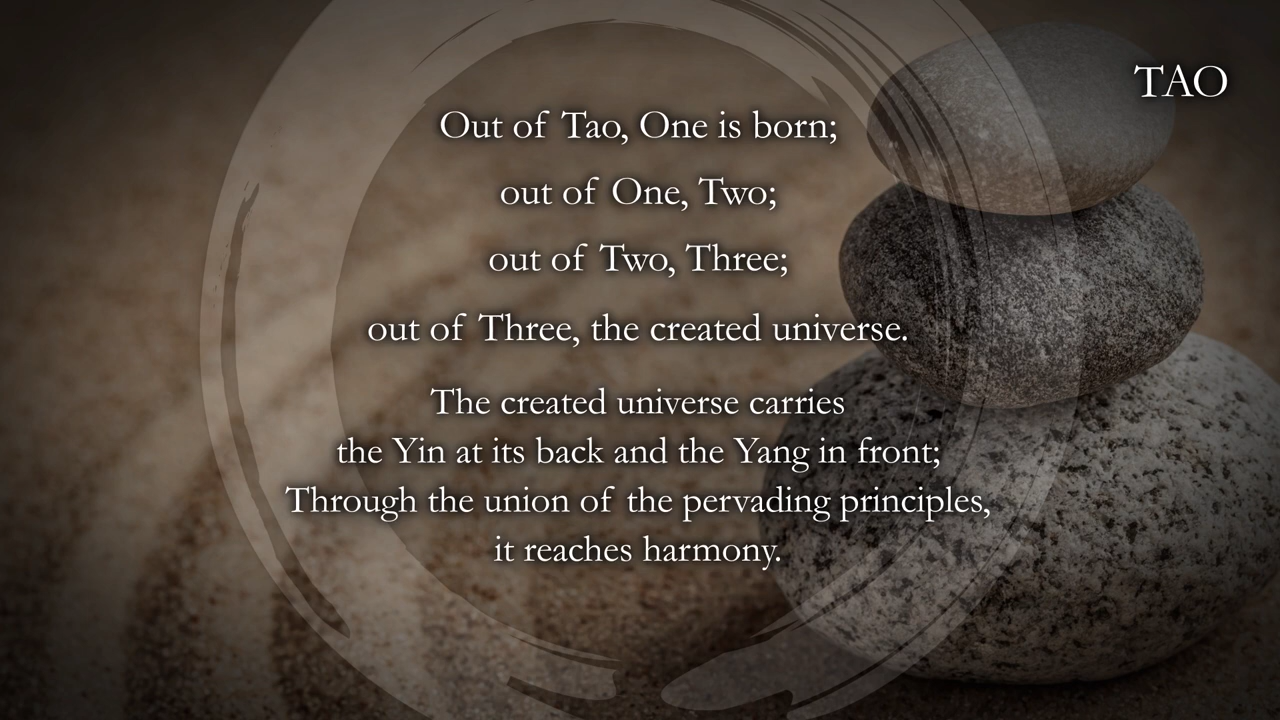 TAO
Out of Tao, One is born;
out of One, Two;
out of Two, Three;
out of Three, the created universe.
The created universe carries
the Yin at its back and the Yang in front;
Through the union of the pervading principles,
it reaches harmony.